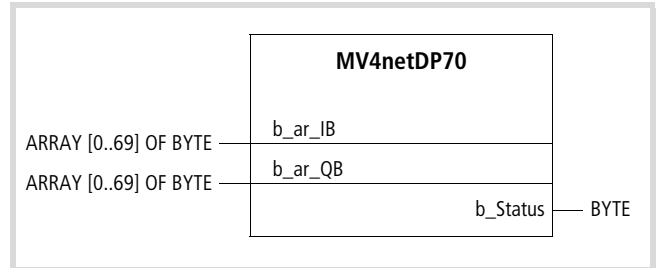 MV4netDP70
ARRAY [0..69] OF BYTE b_ar_IB
ARRAY [0..69] OF BYTE b_ar_QB
b_Status BYTE